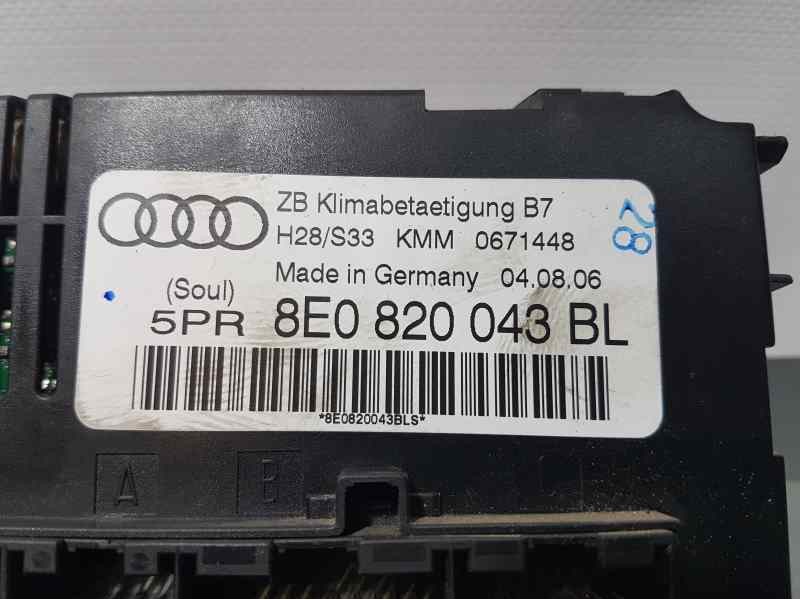 ZB Klimabetaetigung B7
H28/S33 KMM 0671448
Made in Germany 04.08.06
(Soul)
5PR 8E0 820 043 BL
*8E0820043BLS*
28
A B